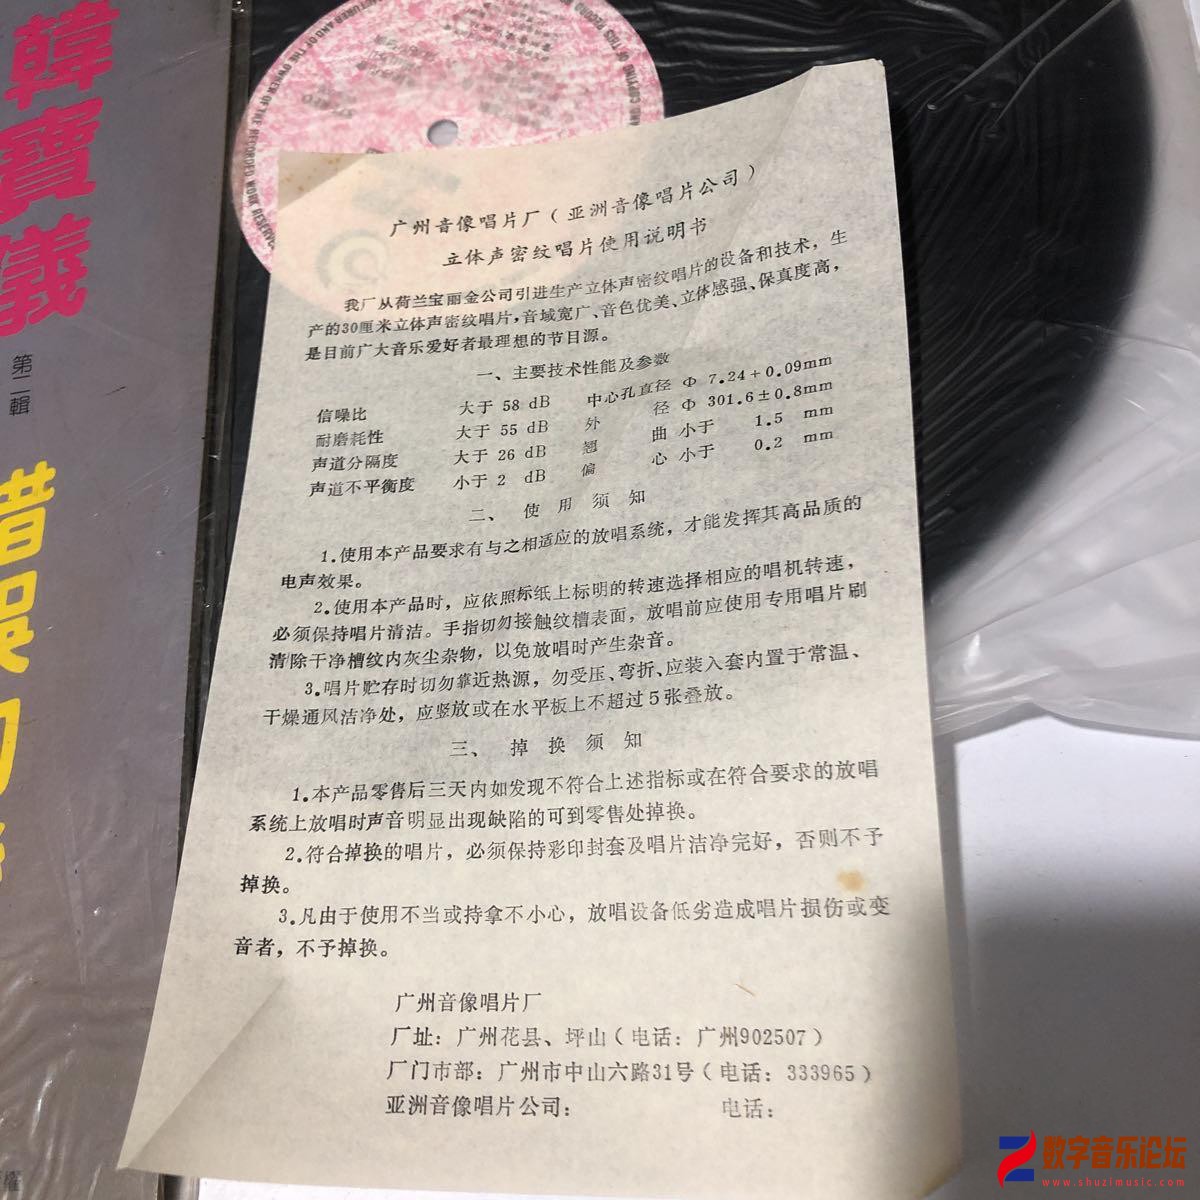 韓寶儀
第二輯
錯誤的
權
MANUFACTURER AND OF THE OWNER OF THE RECORDED WORK RESERVED
COPYING OF THIS RECORD
广州音像唱片厂(亚洲音像唱片公司)
立体声密纹唱片使用说明书
我厂从荷兰宝丽金公司引进生产立体声密纹唱片的设备和技术,生
产的30厘米立体声密纹唱片,音域宽广、音色优美、立体感强、保真度高,
是目前广大音乐爱好者最理想的节目源。
一、主要技术性能及参数
信噪比 大于 58 dB 中心孔直径 Φ 7.24+0.09mm
耐磨耗性 大于 55 dB 外 径 Φ 301.6±0.8mm
声道分隔度 大于 26 dB 翘 曲 小于 1.5 mm
声道不平衡度 小于 2 dB 偏 心 小于 0.2 mm
二、使用须知
1.使用本产品要求有与之相适应的放唱系统,才能发挥其高品质的
电声效果。
2.使用本产品时,应依照标纸上标明的转速选择相应的唱机转速,
必须保持唱片清洁。手指切勿接触纹槽表面,放唱前应使用专用唱片刷
清除干净槽纹内灰尘杂物,以免放唱时产生杂音。
3.唱片贮存时切勿靠近热源,勿受压、弯折、应装入套内置于常温、
干燥通风洁净处,应竖放或在水平板上不超过5张叠放。
三、掉换须知
1.本产品零售后三天内如发现不符合上述指标或在符合要求的放唱
系统上放唱时声音明显出现缺陷的可到零售处掉换。
2.符合掉换的唱片,必须保持彩印封套及唱片洁净完好,否则不予
掉换。
3.凡由于使用不当或持拿不小心,放唱设备低劣造成唱片损伤或变
音者,不予掉换。
广州音像唱片厂
厂址:广州花县、坪山(电话:广州902507)
厂门市部:广州市中山六路31号(电话:333965)
亚洲音像唱片公司: 电话:
数字音乐论坛
www.shuzimusic.com